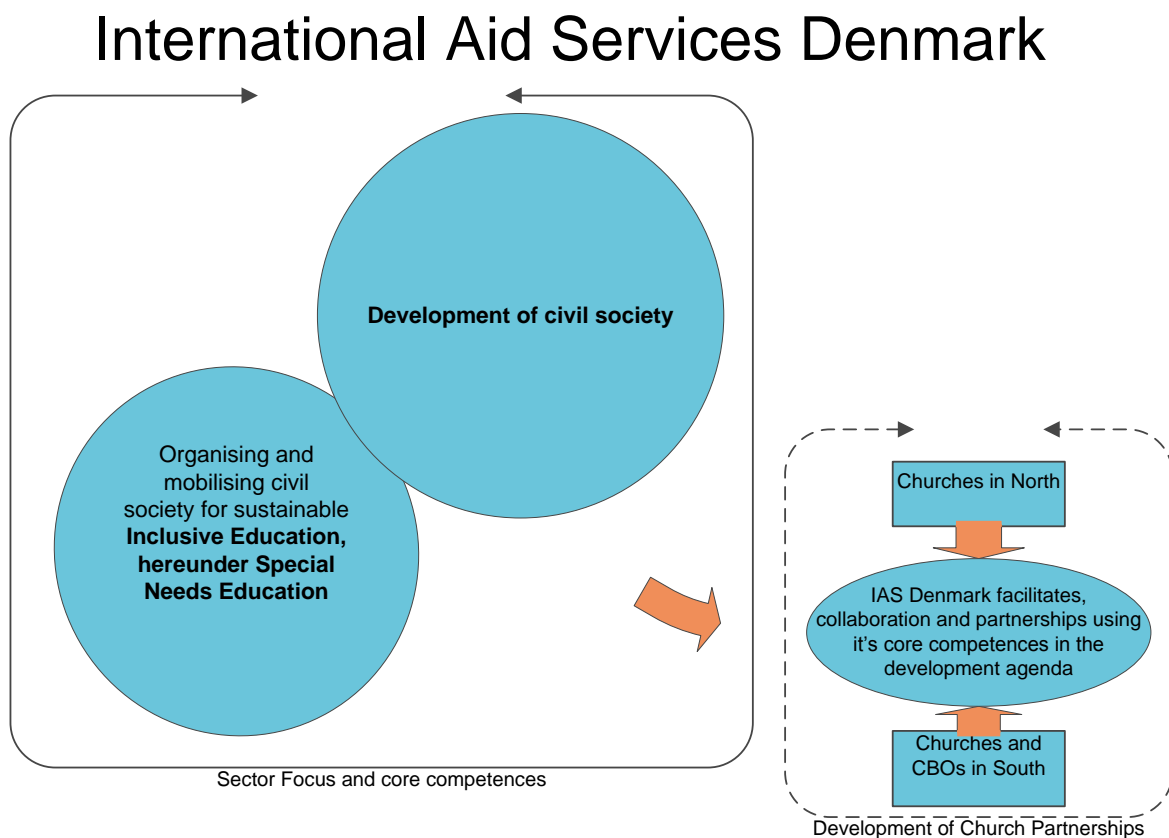 International Aid Services Denmark
Development of civil society
Organising and
mobilising civil
society for sustainable
Inclusive Education,
hereunder Special
Needs Education
Sector Focus and core competences
Churches in North
IAS Denmark facilitates,
collaboration and partnerships using
it’s core competences in the
development agenda
Churches and
CBOs in South
Development of Church Partnerships